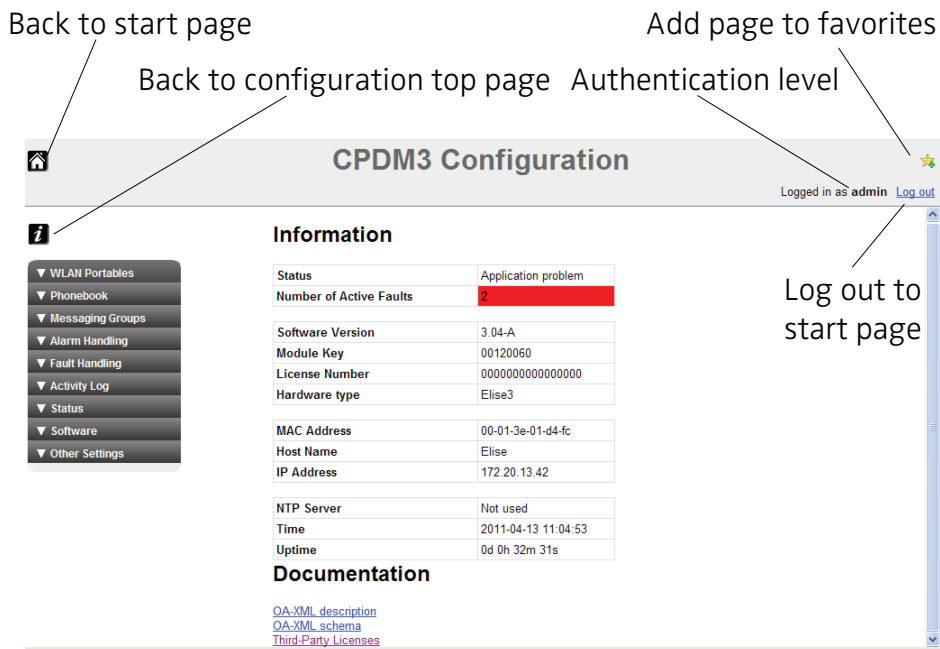 Back to start page
Add page to favorites
Back to configuration top page
Authentication level
CPDM3 Configuration
Logged in as admin Log out
Information
▼ WLAN Portables
▼ Phonebook
▼ Messaging Groups
▼ Alarm Handling
▼ Fault Handling
▼ Activity Log
▼ Status
▼ Software
▼ Other Settings
Status Application problem
Number of Active Faults 2
Software Version 3.04-A
Module Key 00120060
License Number 0000000000000000
Hardware type Elise3
MAC Address 00-01-3e-01-d4-fc
Host Name Elise
IP Address 172.20.13.42
NTP Server Not used
Time 2011-04-13 11:04:53
Uptime 0d 0h 32m 31s
Log out to
start page
Documentation
OA-XML description
OA-XML schema
Third-Party Licenses